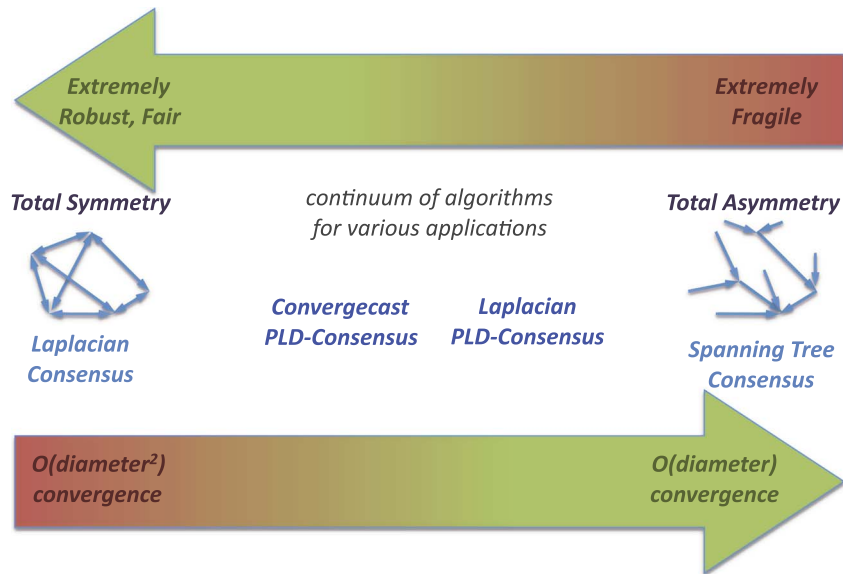 Extremely
Robust, Fair
Extremely
Fragile
Total Symmetry
continuum of algorithms
for various applications
Total Asymmetry
Convergecast
PLD-Consensus
Laplacian
PLD-Consensus
Laplacian
Consensus
Spanning Tree
Consensus
O(diameter²)
convergence
O(diameter)
convergence